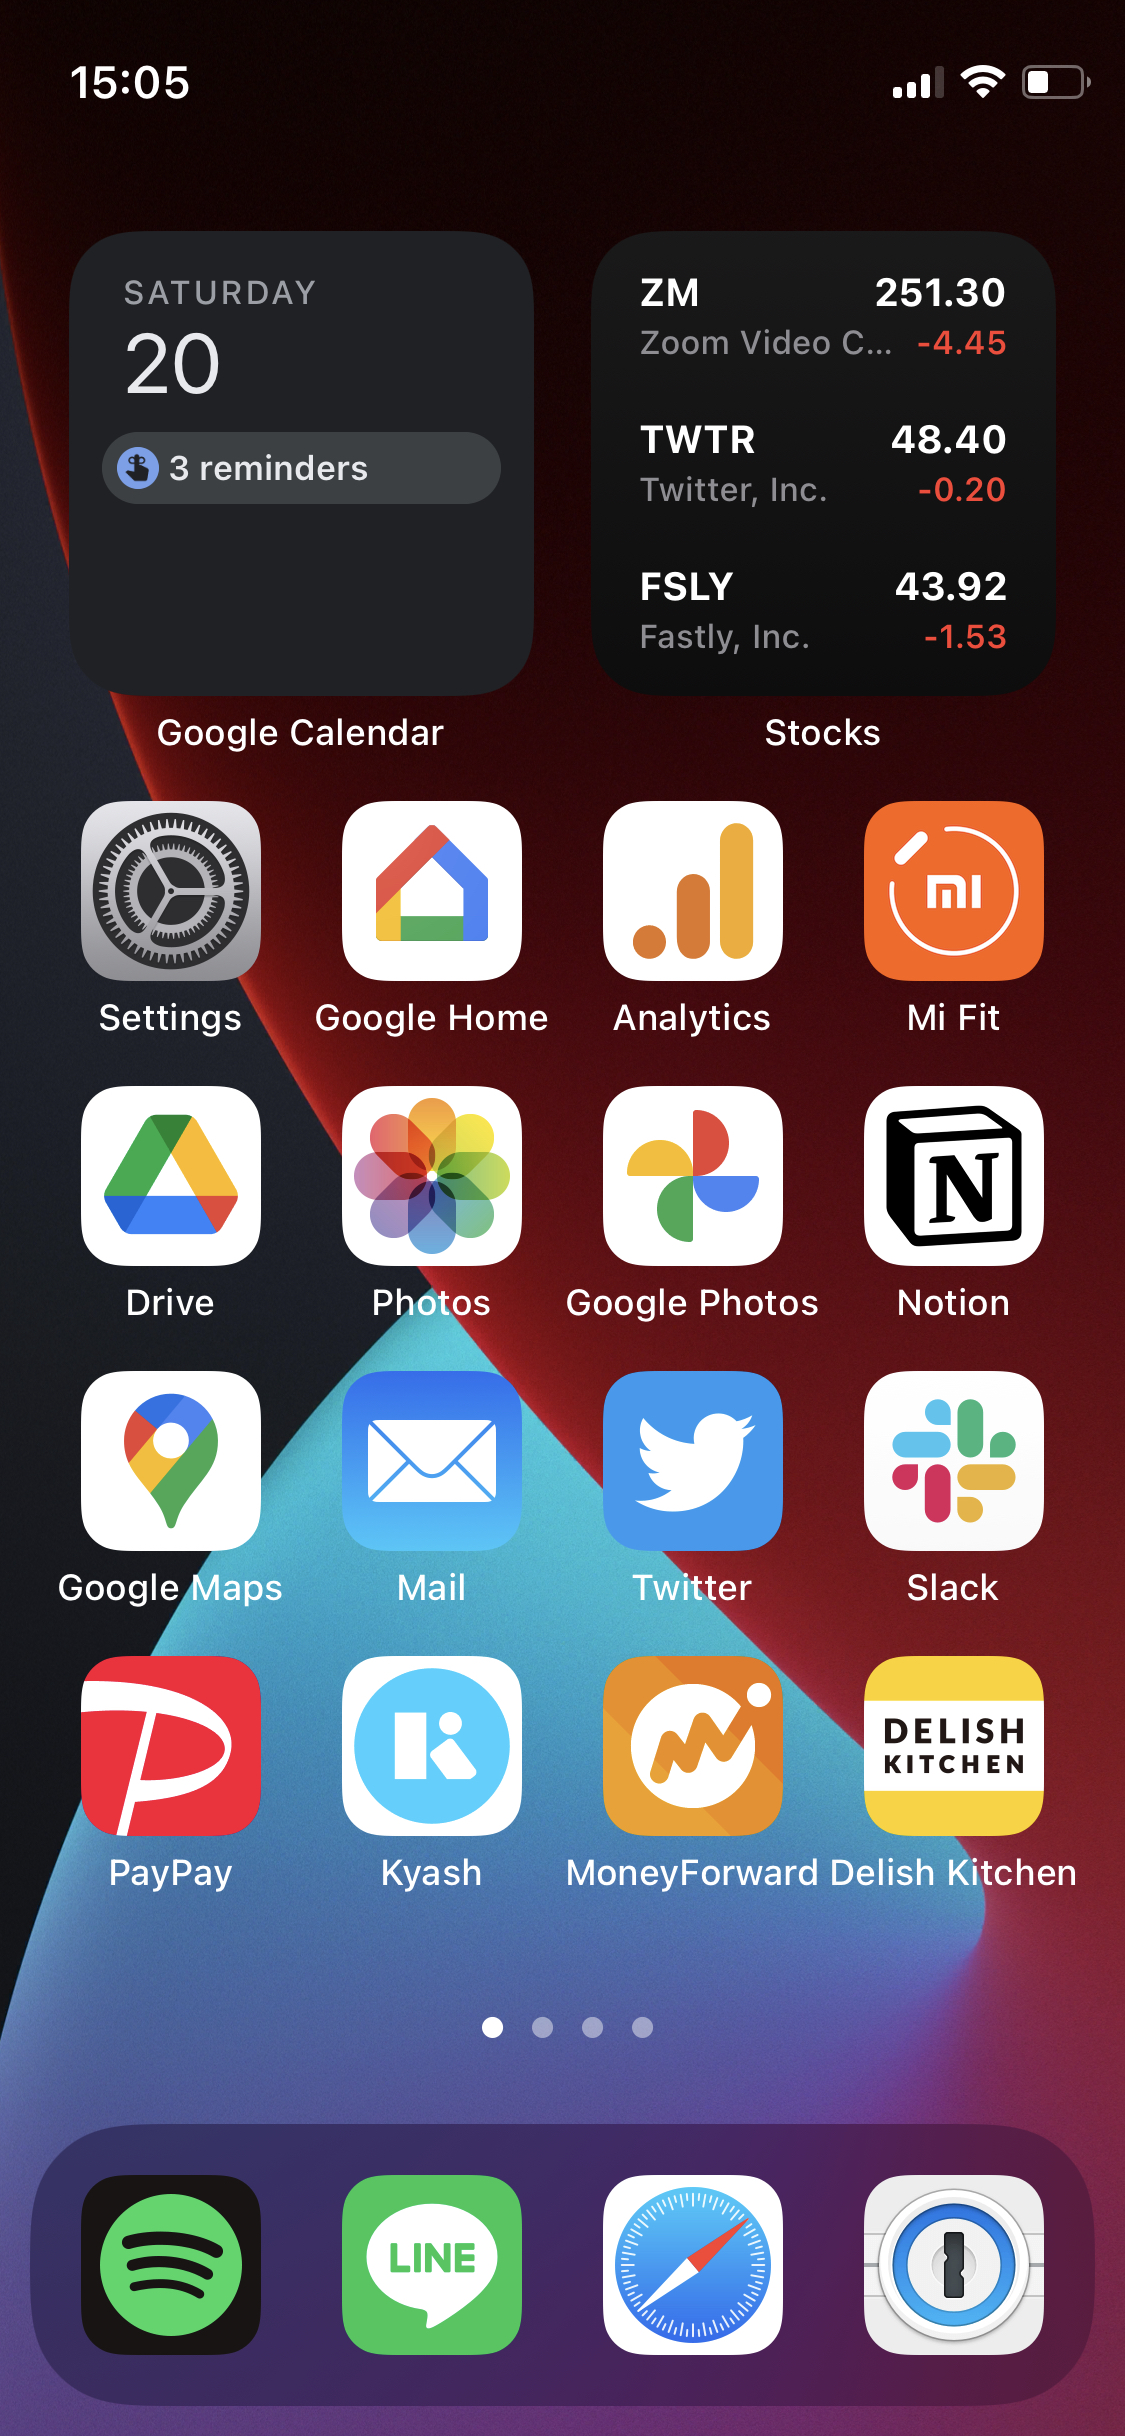 15:05
SATURDAY
20
3 reminders
Google Calendar
ZM 251.30
Zoom Video C... -4.45
TWTR 48.40
Twitter, Inc. -0.20
FSLY 43.92
Fastly, Inc. -1.53
Stocks
mi
Settings Google Home Analytics Mi Fit
N
Drive Photos Google Photos Notion
Google Maps Mail Twitter Slack
DELISH
KITCHEN
PayPay Kyash MoneyForward Delish Kitchen
LINE